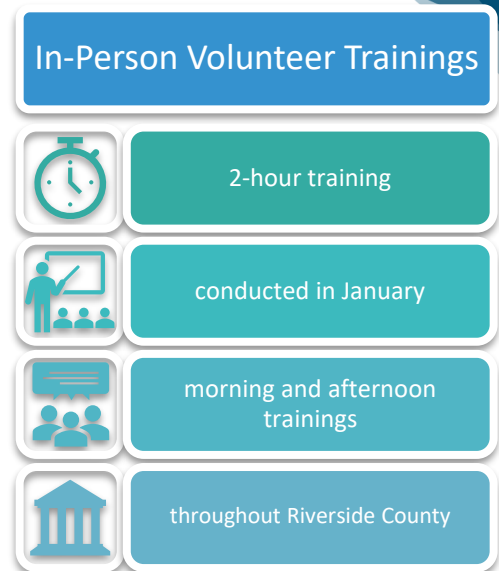 In-Person Volunteer Trainings
2-hour training
conducted in January
morning and afternoon
trainings
throughout Riverside County